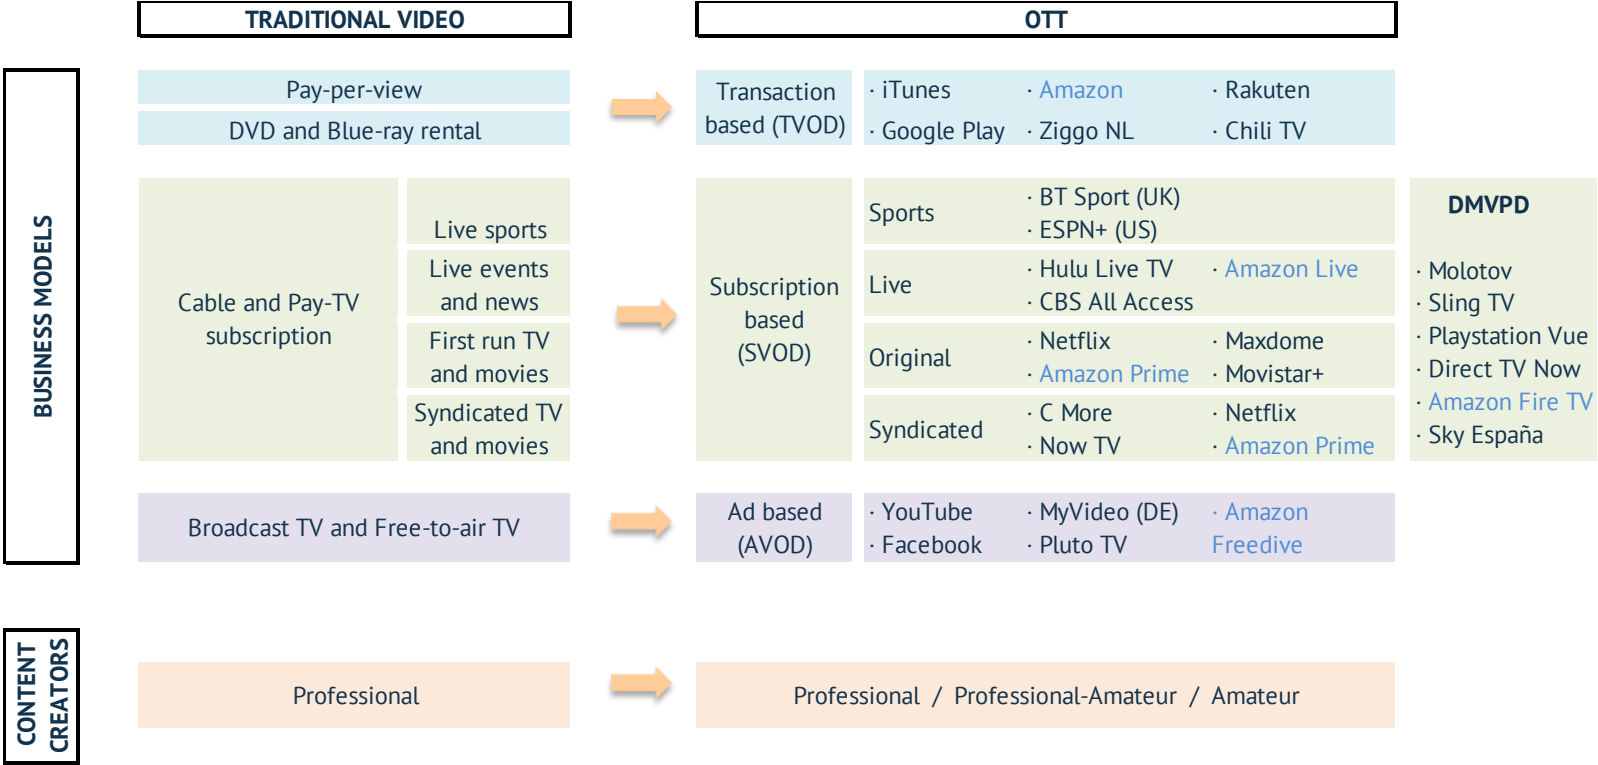 TRADITIONAL VIDEO
OTT
BUSINESS MODELS
Pay-per-view
DVD and Blue-ray rental
Transaction
based (TVOD)
· iTunes
· Amazon
· Rakuten
· Google Play
· Ziggo NL
· Chili TV
Cable and Pay-TV
subscription
Live sports
Live events
and news
First run TV
and movies
Syndicated TV
and movies
Subscription
based
(SVOD)
Sports
· BT Sport (UK)
· ESPN+ (US)
Live
· Hulu Live TV
· Amazon Live
· CBS All Access
Original
· Netflix
· Maxdome
· Amazon Prime
· Movistar+
Syndicated
· C More
· Netflix
· Now TV
· Amazon Prime
DMVPD
· Molotov
· Sling TV
· Playstation Vue
· Direct TV Now
· Amazon Fire TV
· Sky España
Broadcast TV and Free-to-air TV
Ad based
(AVOD)
· YouTube
· MyVideo (DE)
· Amazon
· Facebook
· Pluto TV
Freedive
CONTENT
CREATORS
Professional
Professional / Professional-Amateur / Amateur